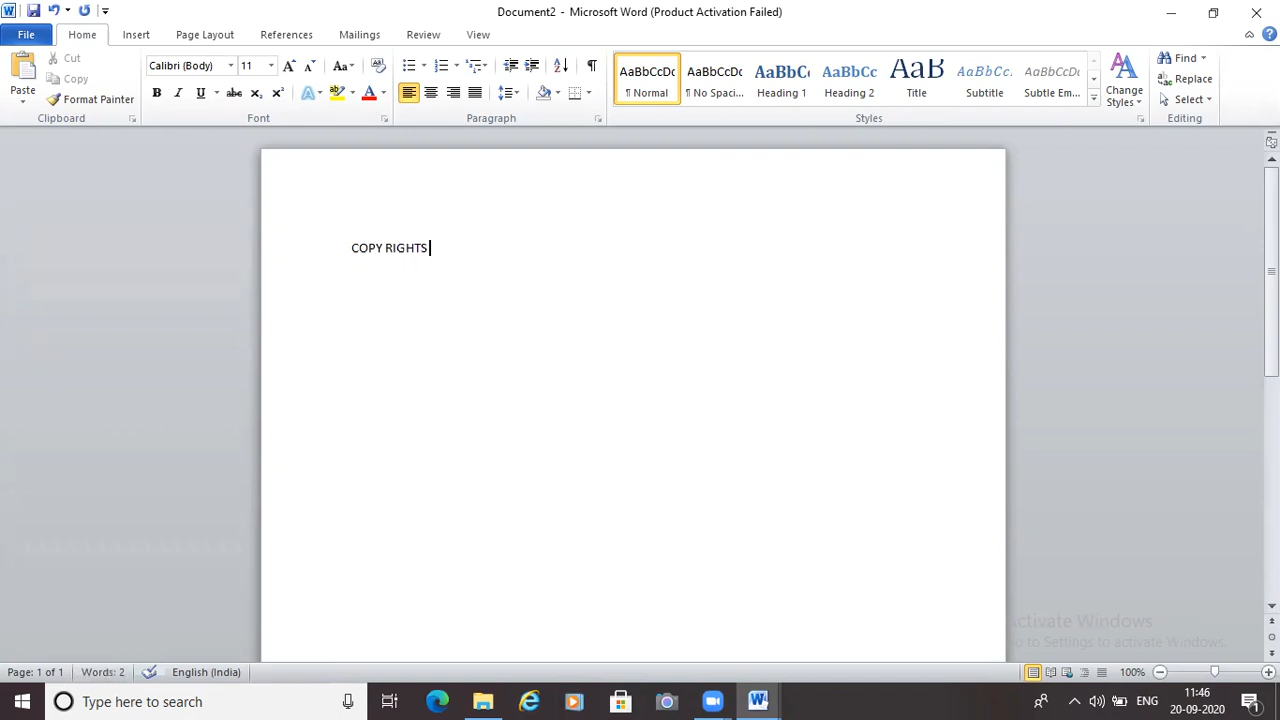 Document2 - Microsoft Word (Product Activation Failed)
File Home Insert Page Layout References Mailings Review View
Paste
Cut
Copy
Format Painter
Clipboard
Calibri (Body) 11
Font
Paragraph
AaBbCcDc AaBbCcDc AaBbCc AaBbCc AaB AaBbCc. AaBbCcDc
¶ Normal ¶ No Spaci... Heading 1 Heading 2 Title Subtitle Subtle Em...
Change Styles
Styles
Find
Replace
Select
Editing
COPY RIGHTS
Activate Windows
Go to Settings to activate Windows.
Page: 1 of 1 Words: 2 English (India) 100%
Type here to search
ENG
11:46
20-09-2020
1